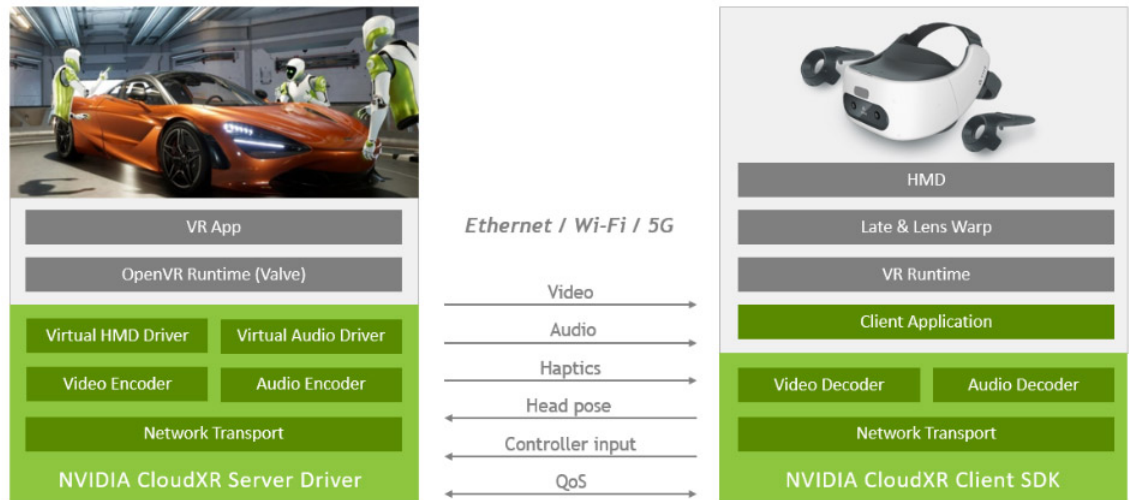 VR App
OpenVR Runtime (Valve)
Virtual HMD Driver
Virtual Audio Driver
Video Encoder
Audio Encoder
Network Transport
NVIDIA CloudXR Server Driver
Ethernet / Wi-Fi / 5G
Video
Audio
Haptics
Head pose
Controller input
QoS
HMD
Late & Lens Warp
VR Runtime
Client Application
Video Decoder
Audio Decoder
Network Transport
NVIDIA CloudXR Client SDK